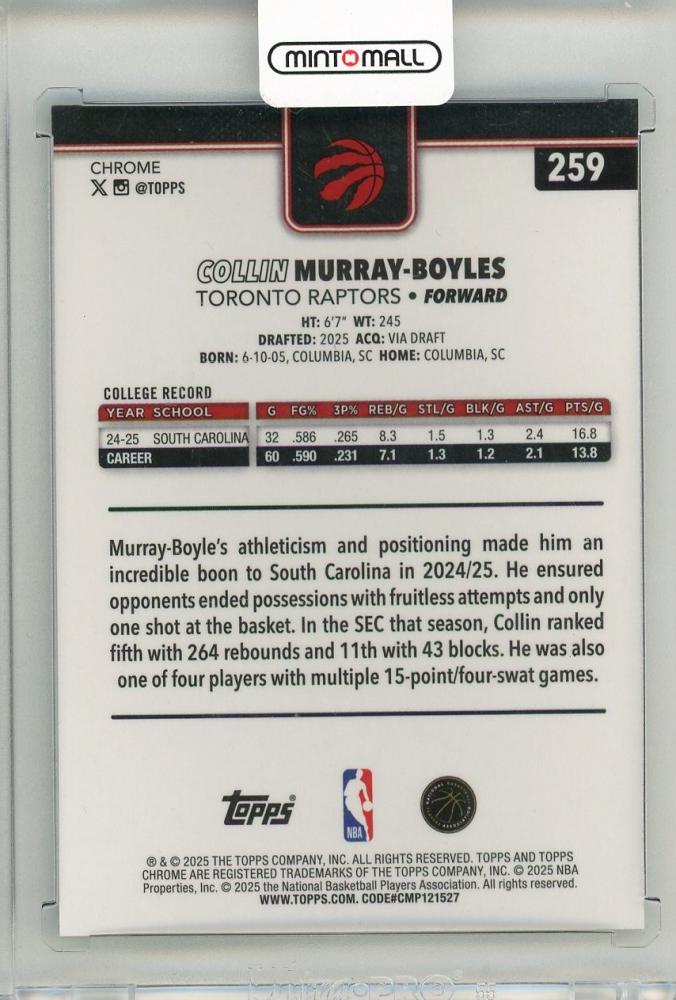 MINTMALL
CHROME
259
@TOPPS
COLLIN MURRAY-BOYLES
TORONTO RAPTORS • FORWARD
HT: 6'7" WT: 245
DRAFTED: 2025 ACQ: VIA DRAFT
BORN: 6-10-05, COLUMBIA, SC HOME: COLUMBIA, SC
COLLEGE RECORD
YEAR SCHOOL G FG% 3P% REB/G STL/G BLK/G AST/G PTS/G
24-25 SOUTH CAROLINA 32 .586 .265 8.3 1.5 1.3 2.4 16.8
CAREER 60 .590 .231 7.1 1.3 1.2 2.1 13.8
Murray-Boyle's athleticism and positioning made him an
incredible boon to South Carolina in 2024/25. He ensured
opponents ended possessions with fruitless attempts and only
one shot at the basket. In the SEC that season, Collin ranked
fifth with 264 rebounds and 11th with 43 blocks. He was also
one of four players with multiple 15-point/four-swat games.
topps®
NBA
® & © 2025 THE TOPPS COMPANY, INC. ALL RIGHTS RESERVED. TOPPS AND TOPPS
CHROME ARE REGISTERED TRADEMARKS OF THE TOPPS COMPANY, INC. © 2025 NBA
Properties, Inc. © 2025 the National Basketball Players Association. All rights reserved.
WWW.TOPPS.COM. CODE#CMP121527